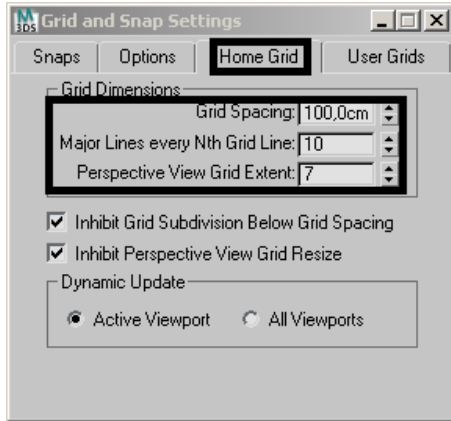 M
3DS
Grid and Snap Settings
Snaps Options Home Grid User Grids
Grid Dimensions
Grid Spacing: 100,0cm
Major Lines every Nth Grid Line: 10
Perspective View Grid Extent: 7
Inhibit Grid Subdivision Below Grid Spacing
Inhibit Perspective View Grid Resize
Dynamic Update
Active Viewport All Viewports